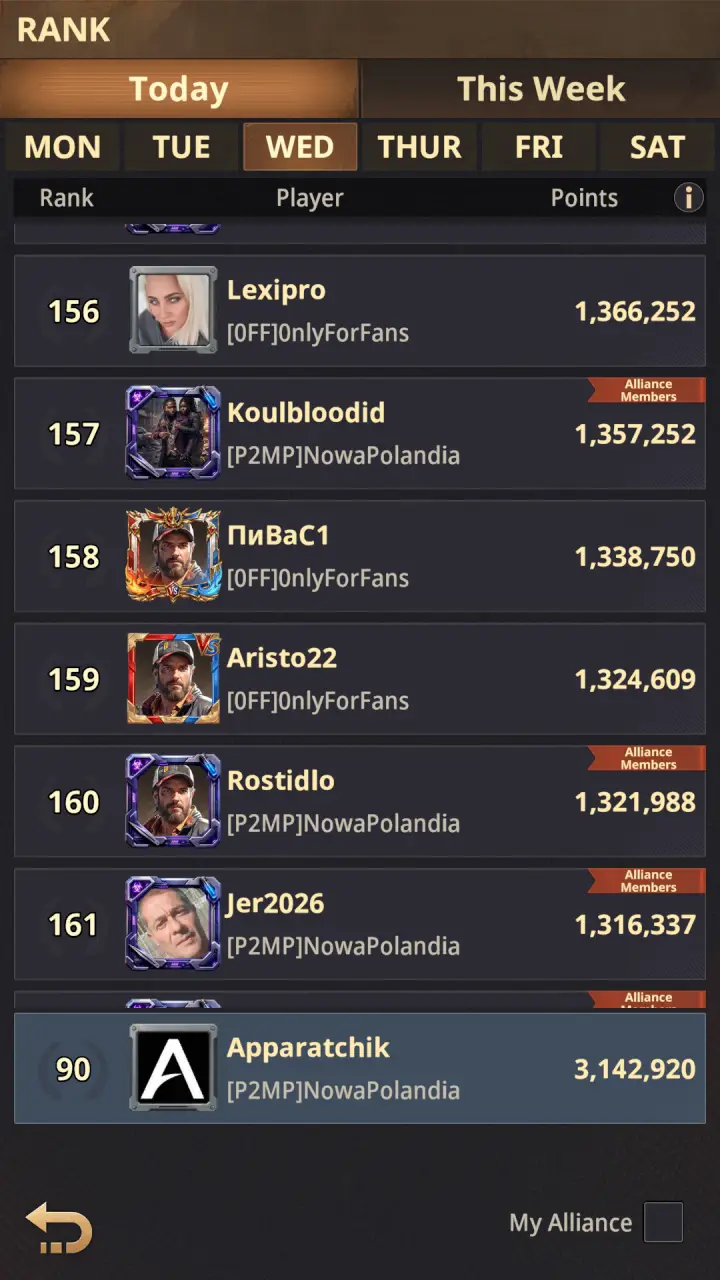 RANK
Today
This Week
MON
TUE
WED
THUR
FRI
SAT
Rank
Player
Points
156
Lexipro
[0FF]0nlyForFans
1,366,252
157
Koulbloodid
[P2MP]NowaPolandia
Alliance
Members
1,357,252
158
ПиВаС1
[0FF]0nlyForFans
1,338,750
159
Aristo22
[0FF]0nlyForFans
1,324,609
160
Rostidlo
[P2MP]NowaPolandia
Alliance
Members
1,321,988
161
Jer2026
[P2MP]NowaPolandia
Alliance
Members
1,316,337
Alliance
90
Apparatchik
[P2MP]NowaPolandia
3,142,920
My Alliance